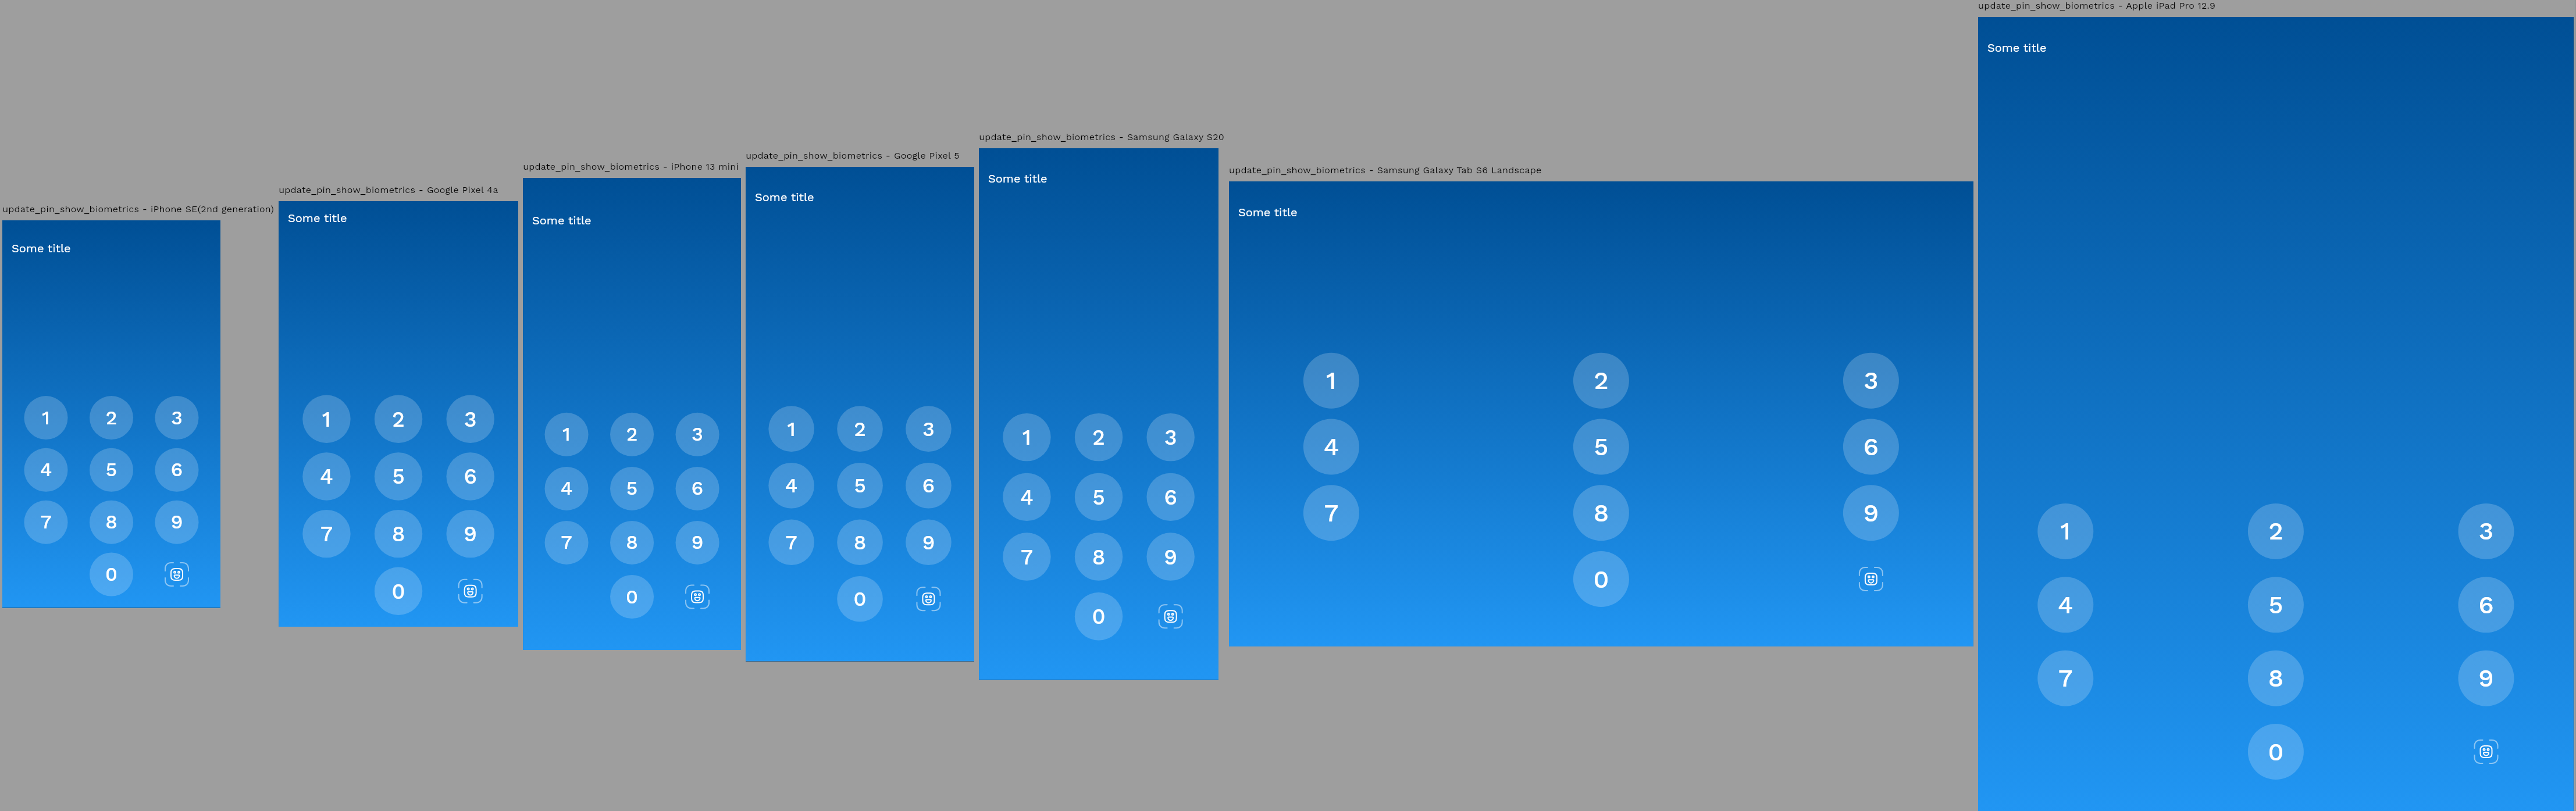 update_pin_show_biometrics - iPhone SE(2nd generation)
Some title
1 2 3
4 5 6
7 8 9
0
update_pin_show_biometrics - Google Pixel 4a
Some title
1 2 3
4 5 6
7 8 9
0
update_pin_show_biometrics - iPhone 13 mini
Some title
1 2 3
4 5 6
7 8 9
0
update_pin_show_biometrics - Google Pixel 5
Some title
1 2 3
4 5 6
7 8 9
0
update_pin_show_biometrics - Samsung Galaxy S20
Some title
1 2 3
4 5 6
7 8 9
0
update_pin_show_biometrics - Samsung Galaxy Tab S6 Landscape
Some title
1 2 3
4 5 6
7 8 9
0
update_pin_show_biometrics - Apple iPad Pro 12.9
Some title
1 2 3
4 5 6
7 8 9
0